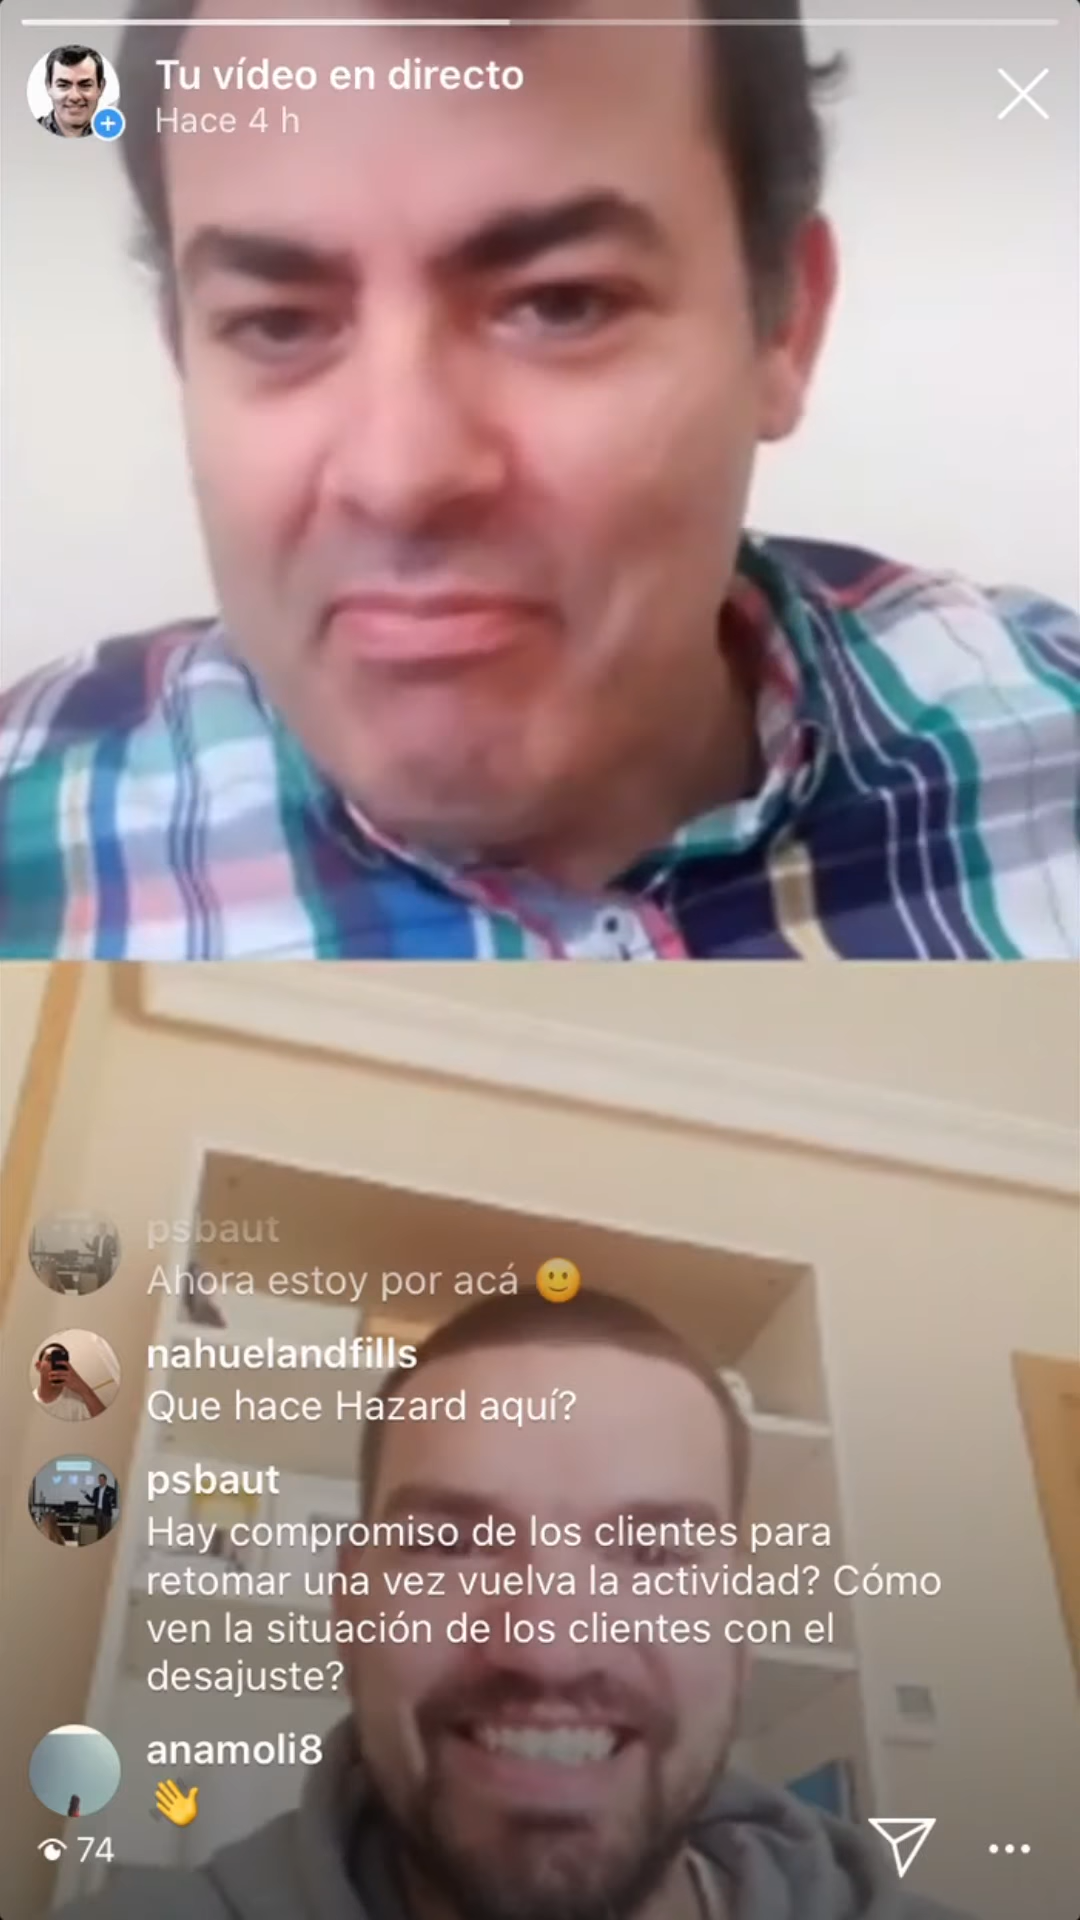 Tu vídeo en directo
Hace 4 h
psbaut
Ahora estoy por acá 🙂
nahuelandfills
Que hace Hazard aquí?
psbaut
Hay compromiso de los clientes para
retomar una vez vuelva la actividad? Cómo
ven la situación de los clientes con el
desajuste?
anamoli8
👋
74